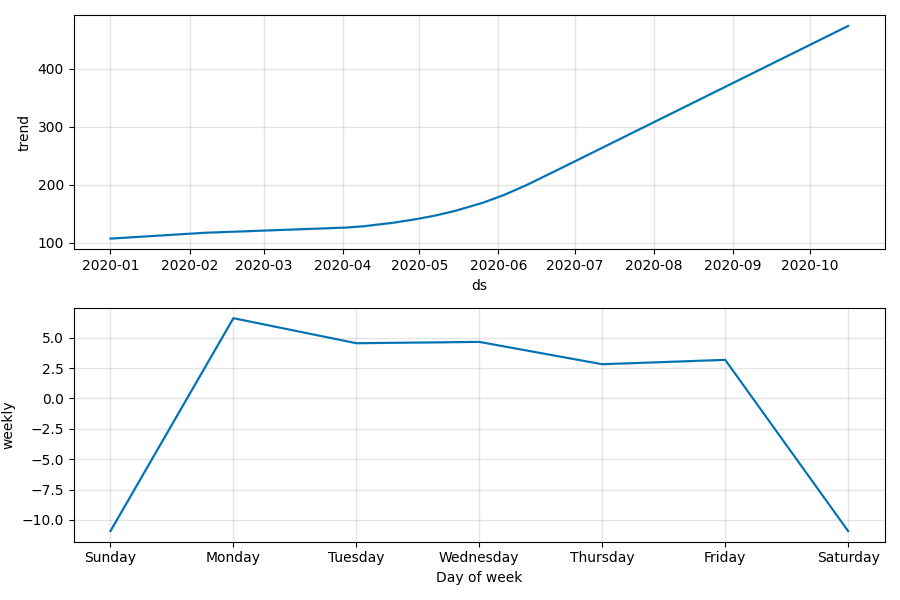 400
300
200
100
trend
2020-01 2020-02 2020-03 2020-04 2020-05 2020-06 2020-07 2020-08 2020-09 2020-10
ds
5.0
2.5
0.0
−2.5
−5.0
−7.5
−10.0
weekly
Sunday Monday Tuesday Wednesday Thursday Friday Saturday
Day of week